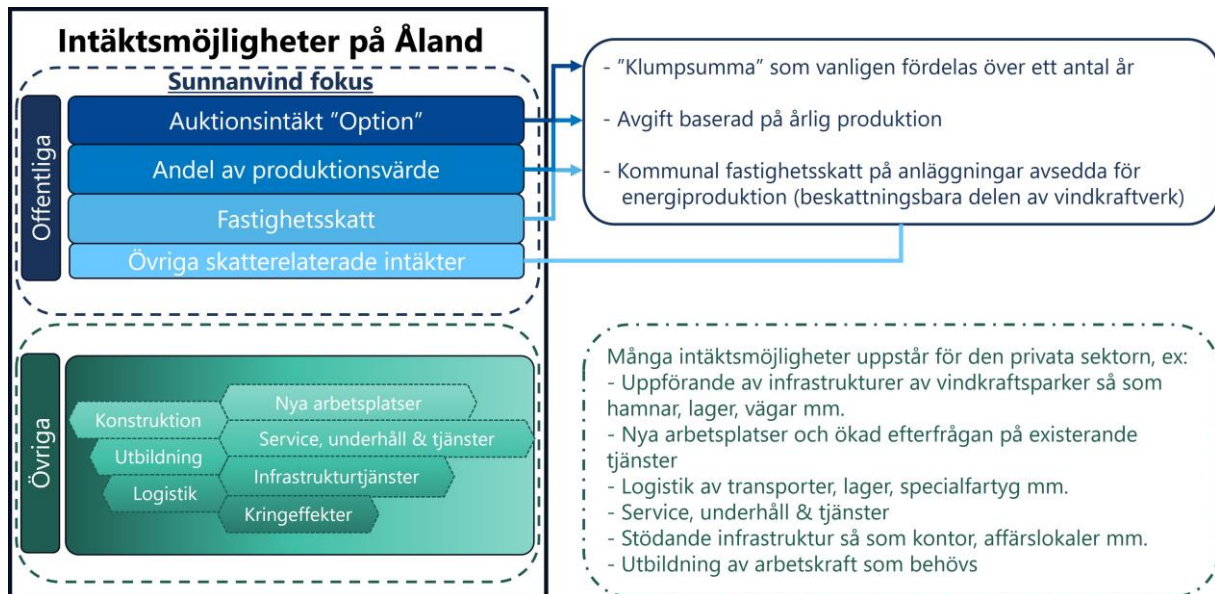 Intäktsmöjligheter på Åland
Sunnanvind fokus
Offentliga
Auktionsintäkt ”Option”
Andel av produktionsvärde
Fastighetsskatt
Övriga skatterelaterade intäkter
- ”Klumpsumma” som vanligen fördelas över ett antal år
- Avgift baserad på årlig produktion
- Kommunal fastighetsskatt på anläggningar avsedda för
energiproduktion (beskattningsbara delen av vindkraftverk)
Övriga
Konstruktion
Utbildning
Logistik
Nya arbetsplatser
Service, underhåll & tjänster
Infrastrukturtjänster
Kringeffekter
Många intäktsmöjligheter uppstår för den privata sektorn, ex:
- Uppförande av infrastrukturer av vindkraftsparker så som
hamnar, lager, vägar mm.
- Nya arbetsplatser och ökad efterfrågan på existerande
tjänster
- Logistik av transporter, lager, specialfartyg mm.
- Service, underhåll & tjänster
- Stödande infrastruktur så som kontor, affärslokaler mm.
- Utbildning av arbetskraft som behövs